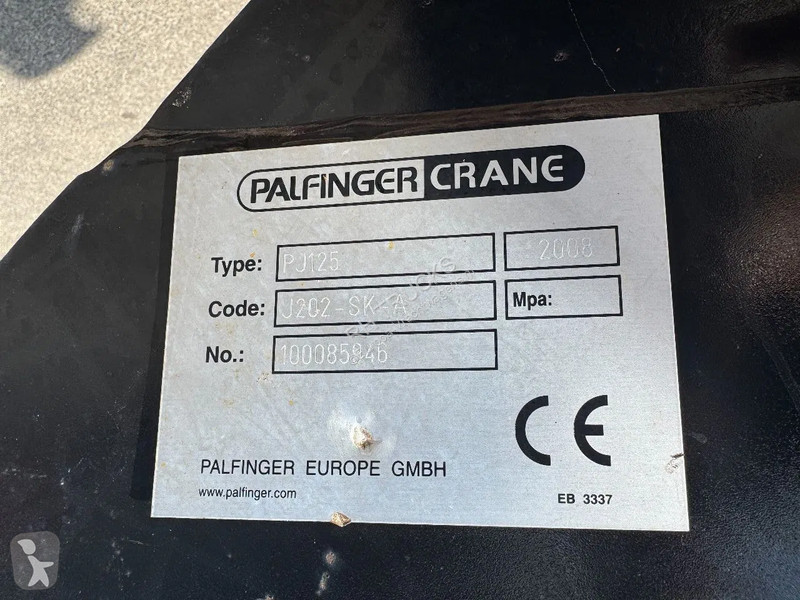 PALFINGER CRANE
Type: PJ125 2008
Code: J202-SK-A Mpa:
No.: 100085846
PALFINGER EUROPE GMBH
www.palfinger.com
EB 3337
CE